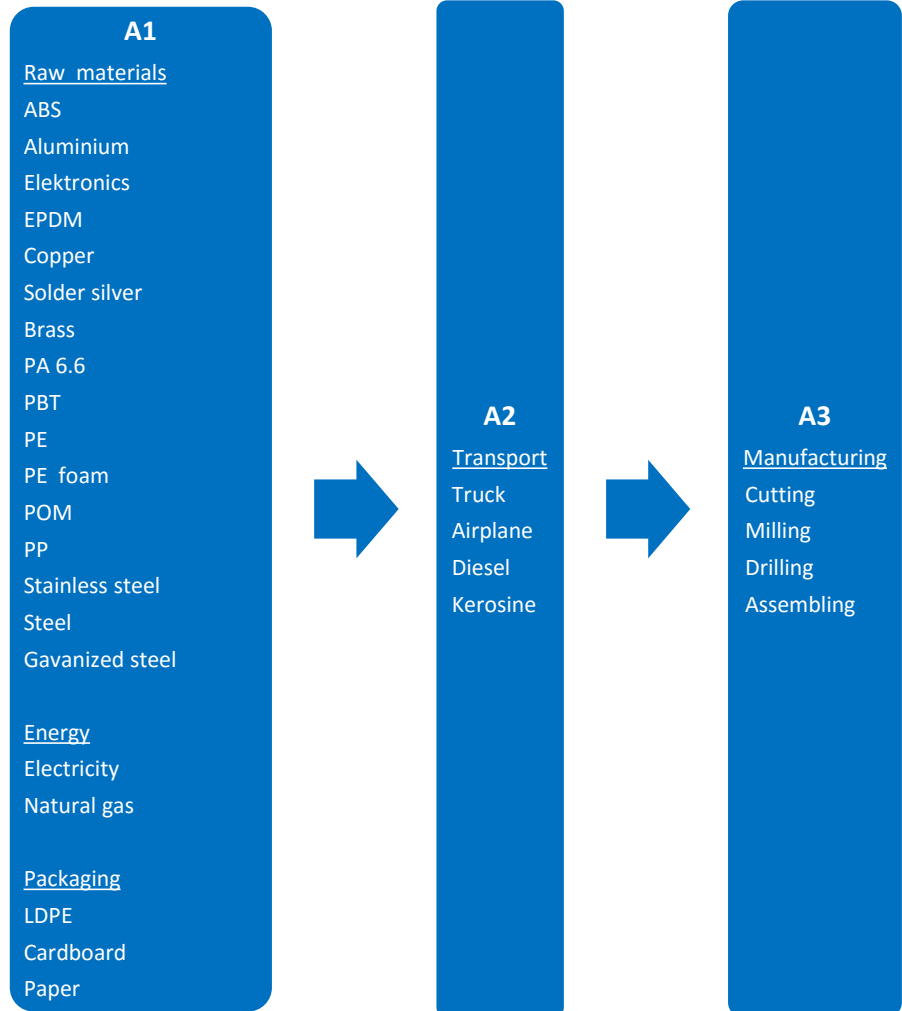 A1
Raw materials
ABS
Aluminium
Elektronics
EPDM
Copper
Solder silver
Brass
PA 6.6
PBT
PE
PE foam
POM
PP
Stainless steel
Steel
Gavanized steel
Energy
Electricity
Natural gas
Packaging
LDPE
Cardboard
Paper
A2
Transport
Truck
Airplane
Diesel
Kerosine
A3
Manufacturing
Cutting
Milling
Drilling
Assembling